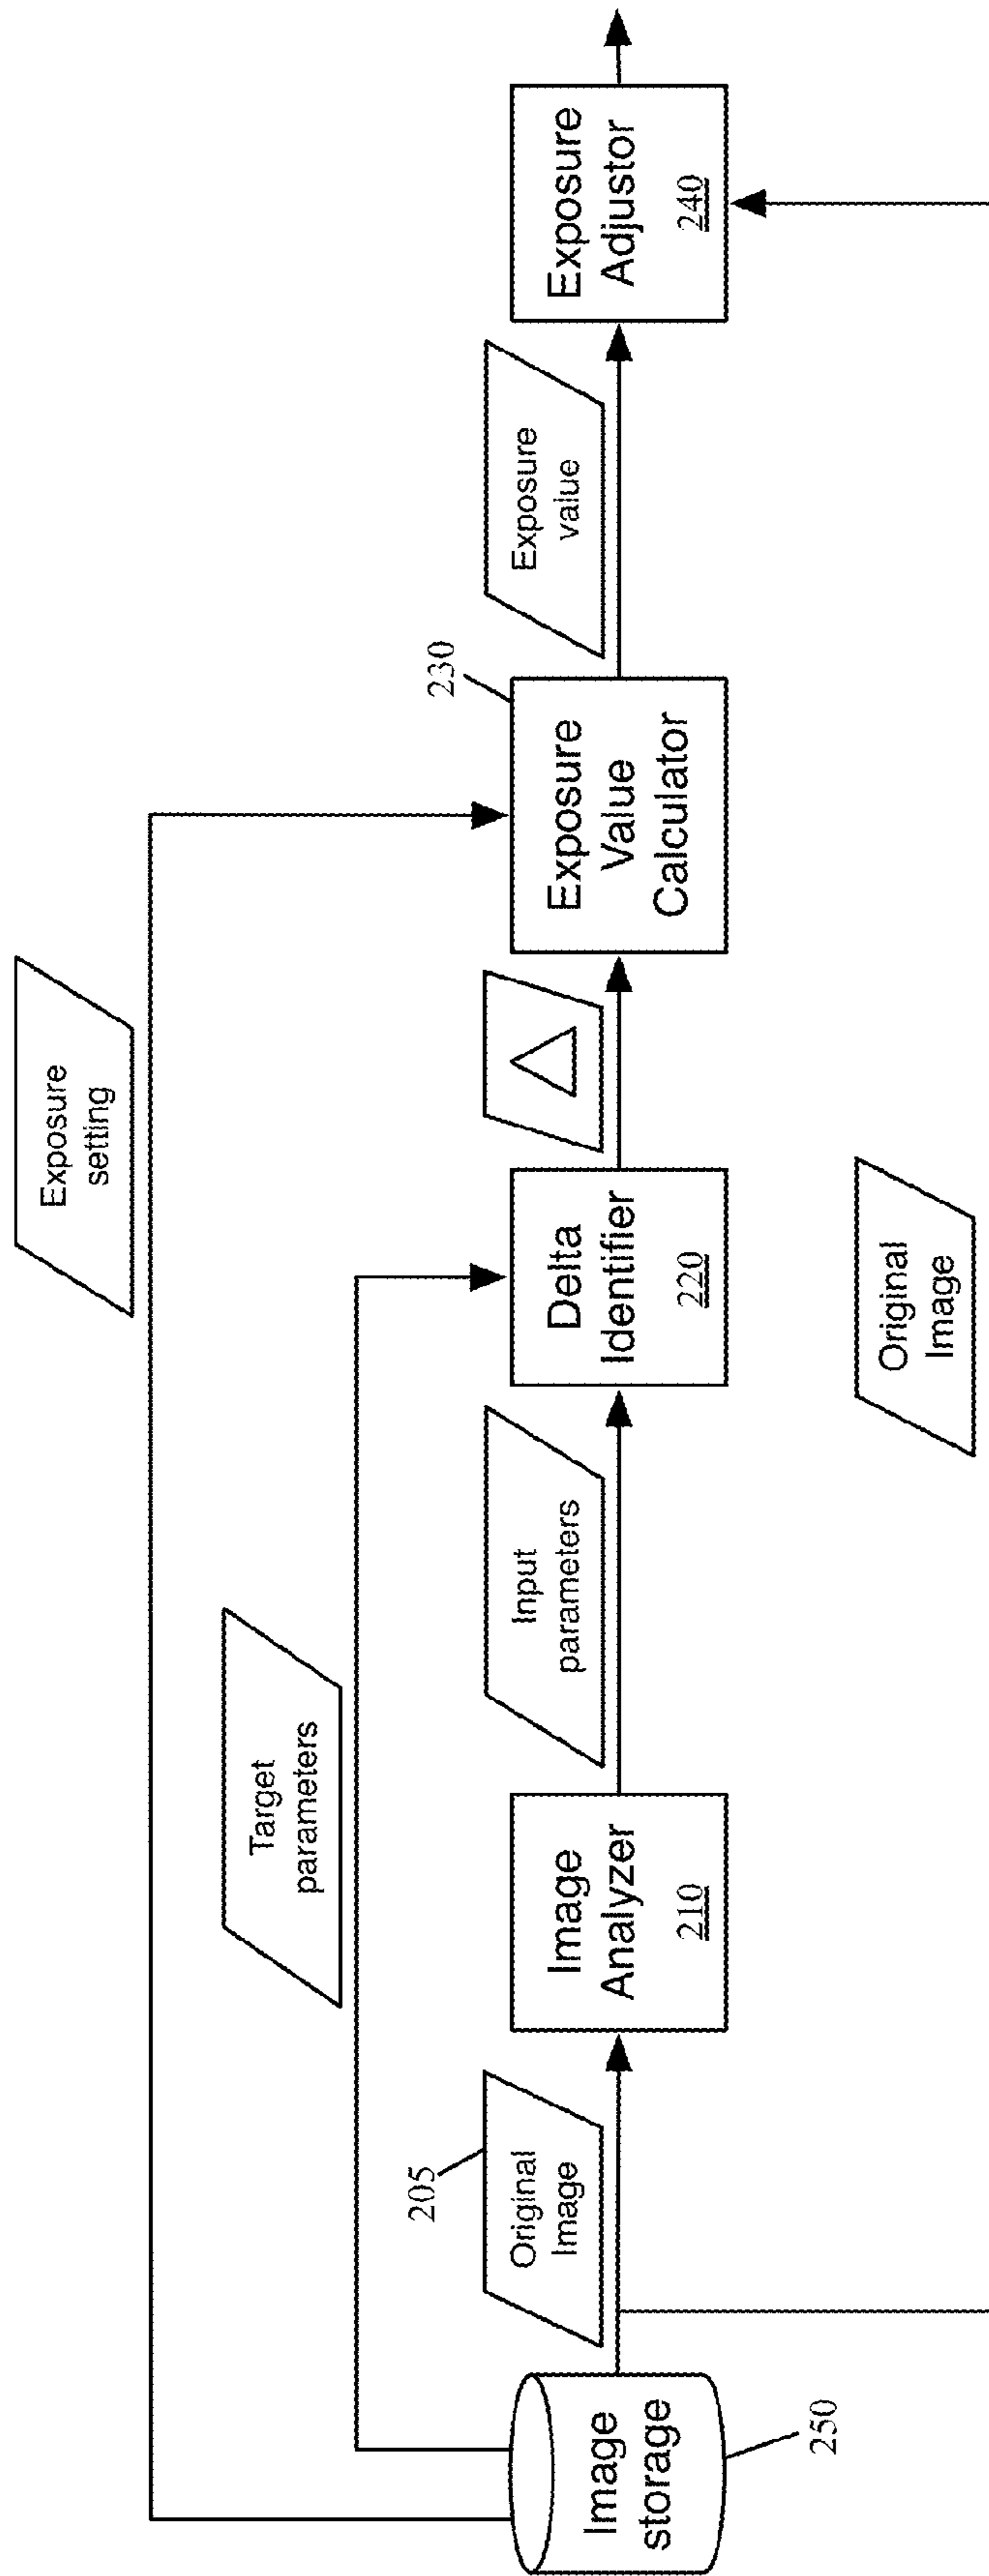 Exposure
setting
Target
parameters
205
Original
Image
Input
parameters
△
230
Exposure
value
Image
storage
250
Image
Analyzer
210
Delta
Identifier
220
Exposure
Value
Calculator
Exposure
Adjustor
240
Original
Image